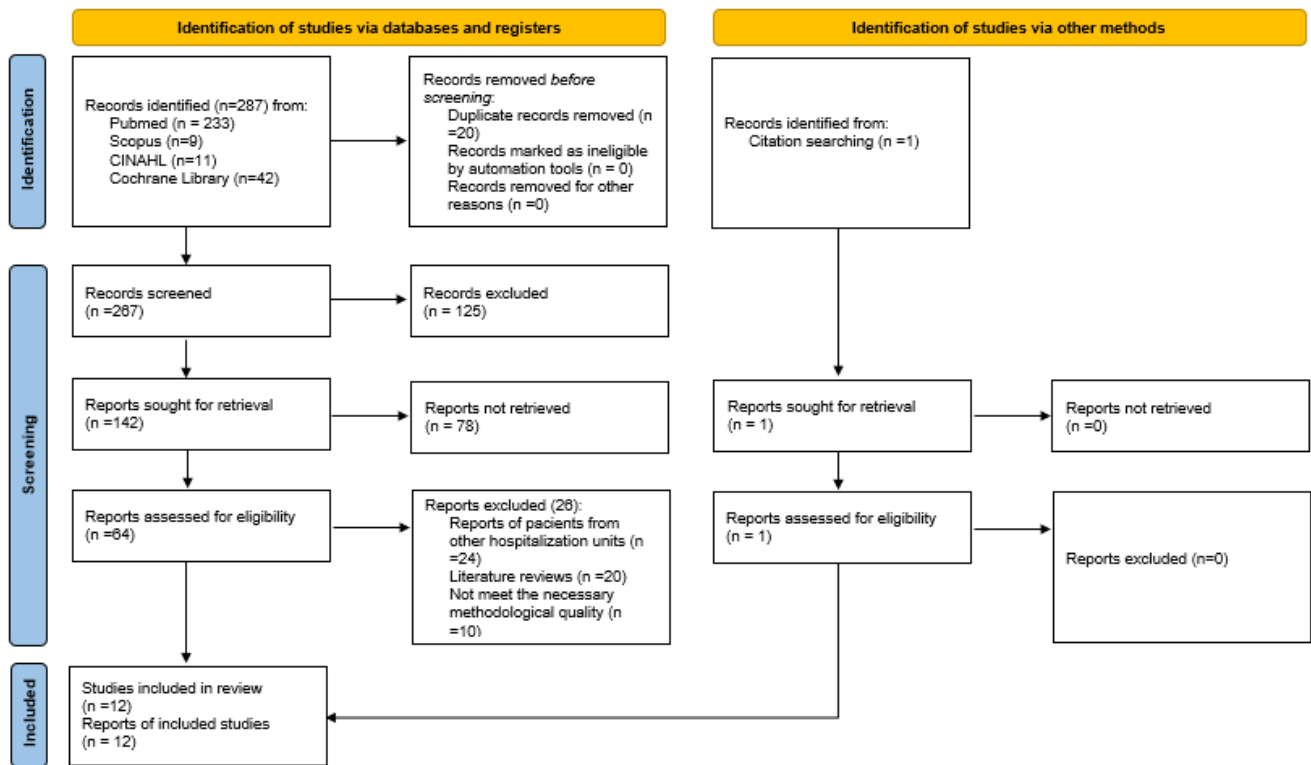 Identification of studies via databases and registers
Identification of studies via other methods
Identification
Records identified (n=287) from:
Pubmed (n = 233)
Scopus (n=9)
CINAHL (n=11)
Cochrane Library (n=42)
Records removed before
screening:
Duplicate records removed (n
=20)
Records marked as ineligible
by automation tools (n = 0)
Records removed for other
reasons (n =0)
Records identified from:
Citation searching (n =1)
Screening
Records screened
(n =267)
Records excluded
(n = 125)
Reports sought for retrieval
(n =142)
Reports not retrieved
(n = 78)
Reports sought for retrieval
(n = 1)
Reports not retrieved
(n =0)
Reports assessed for eligibility
(n =64)
Reports excluded (26):
Reports of pacients from
other hospitalization units (n
=24)
Literature reviews (n =20)
Not meet the necessary
methodological quality (n
=10)
Reports assessed for eligibility
(n = 1)
Reports excluded (n=0)
Included
Studies included in review
(n =12)
Reports of included studies
(n = 12)